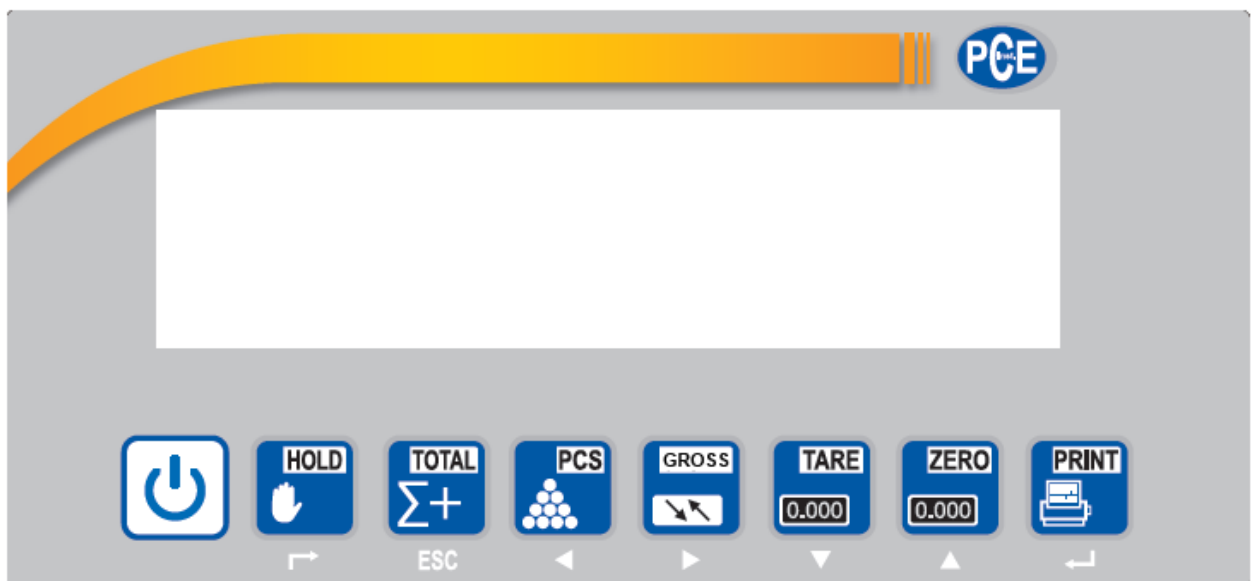 PCE
HOLD TOTAL PCS GROSS TARE ZERO PRINT
0.000 0.000
ESC